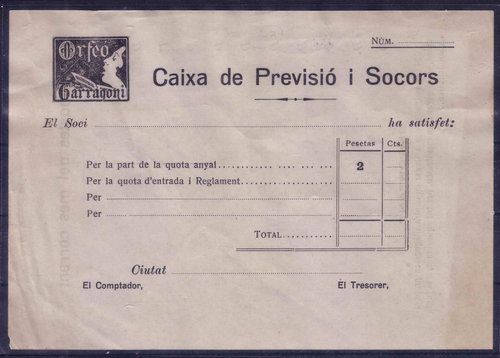 Orfeo
Tarragoní
NÚM.
Caixa de Previsió i Socors
El Soci ha satisfet:
Pesetas Cts.
Per la part de la quota anyal 2
Per la quota d'entrada i Reglament
Per
Per
TOTAL
Ciutat
El Comptador, El Tresorer,